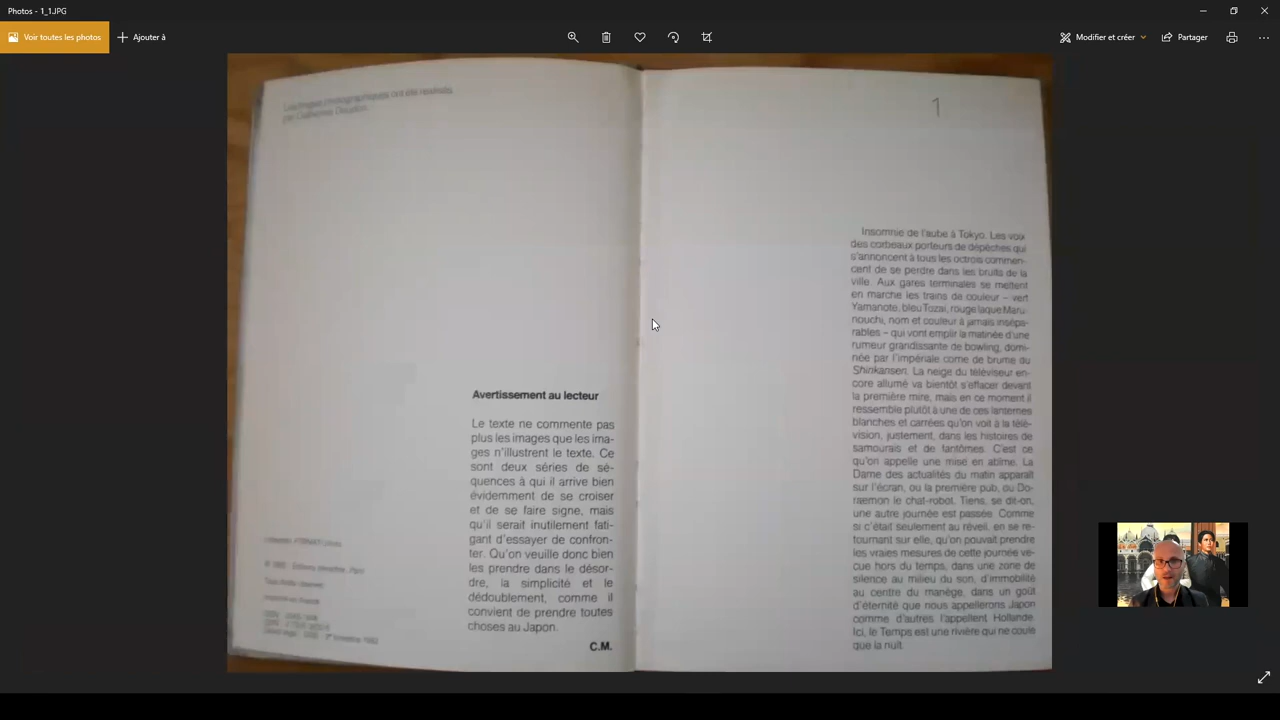 Photos - 1_1.JPG
Voir toutes les photos
Ajouter à
Modifier et créer
Partager
Les images photographiques ont été réalisés
par Catherine
Avertissement au lecteur
Le texte ne commente pas
plus les images que les ima-
ges n'illustrent le texte. Ce
sont deux séries de sé-
quences à qui il arrive bien
évidemment de se croiser
et de se faire signe, mais
qu'il serait inutilement fati-
gant d'essayer de confron-
ter. Qu'on veuille donc bien
les prendre dans le désor-
dre, la simplicité et le
dédoublement, comme il
convient de prendre toutes
choses au Japon.
C.M.
1
Insomnie de l'aube à Tokyo. Les voix
des corbeaux porteurs de dépêches qui
s'annoncent à tous les octrois commen-
cent de se perdre dans les bruits de la
ville. Aux gares terminales se mettent
en marche les trains de couleur – vert
Yamanote, bleu Tozai, rouge laque Maru-
nouchi, nom et couleur à jamais insépa-
rables – qui vont emplir la matinée d'une
rumeur grandissante de bowling, domi-
née par l'impériale corne de brume du
Shinkansen. La neige du téléviseur en-
core allumé va bientôt s'effacer devant
la première mire, mais en ce moment il
ressemble plutôt à une de ces lanternes
blanches et carrées qu'on voit à la télé-
vision, justement, dans les histoires de
samouraïs et de fantômes. C'est ce
qu'on appelle une mise en abîme. La
Dame des actualités du matin apparaît
sur l'écran, ou la première pub, ou Do-
raemon le chat-robot. Tiens, se dit-on,
une autre journée est passée. Comme
si c'était seulement au réveil, en se re-
tournant sur elle, qu'on pouvait prendre
les vraies mesures de cette journée vé-
cue hors du temps, dans une zone de
silence au milieu du son, d'immobilité
au centre du manège, dans un goût
d'éternité que nous appellerons Japon
comme d'autres l'appellent Hollande.
Ici, le Temps est une rivière qui ne coule
que la nuit.